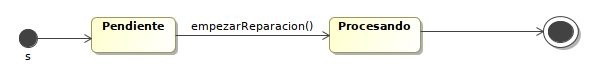 Pendiente
empezarReparacion()
Procesando
s